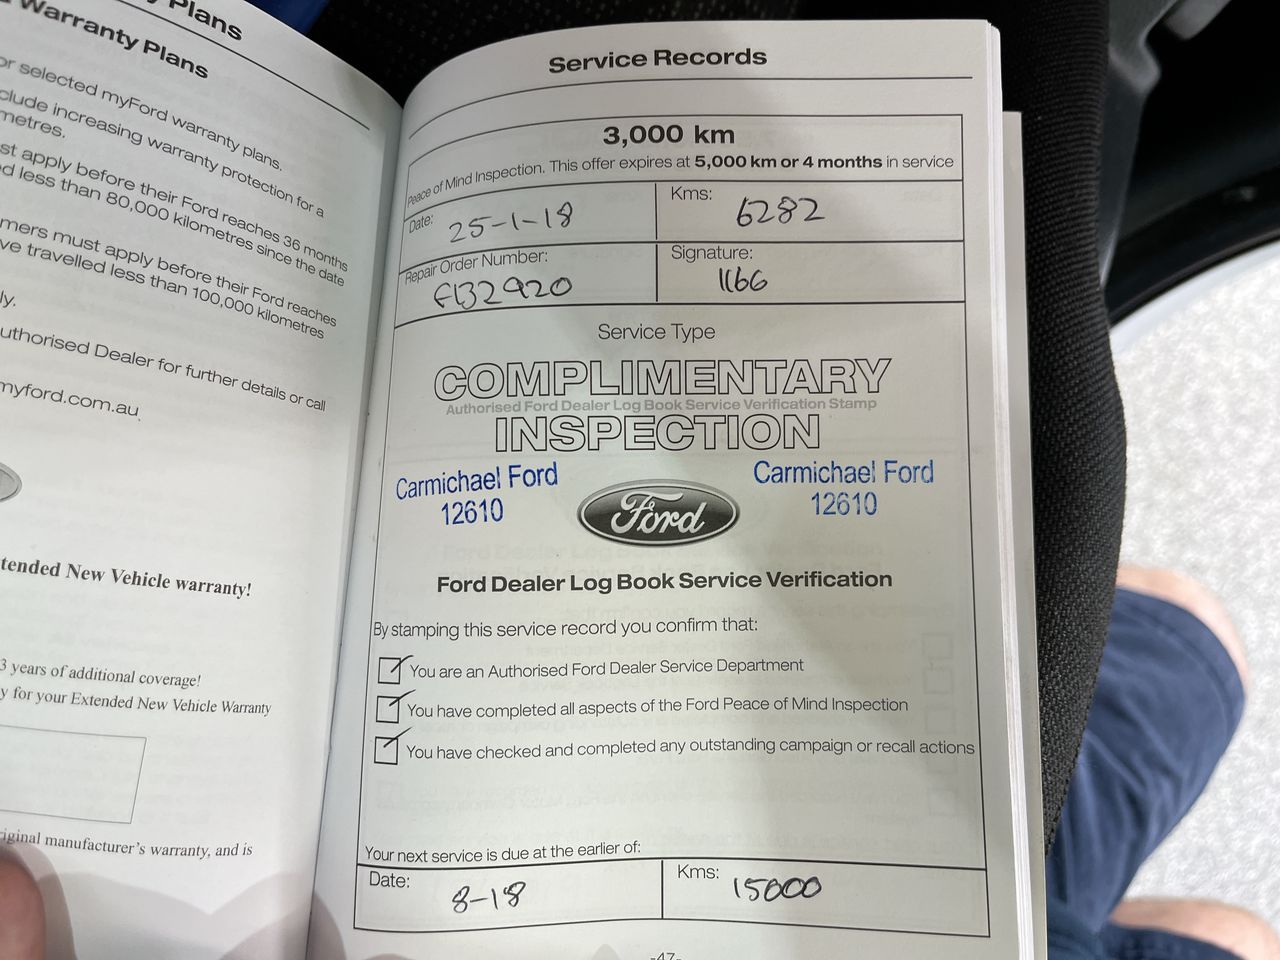 Plans
Warranty Plans
or selected myFord warranty plans.
clude increasing warranty protection for a
metres.
st apply before their Ford reaches 36 months
d less than 80,000 kilometres since the date
mers must apply before their Ford reaches
ve travelled less than 100,000 kilometres
ly.
uthorised Dealer for further details or call
myford.com.au
tended New Vehicle warranty!
3 years of additional coverage!
y for your Extended New Vehicle Warranty
iginal manufacturer's warranty, and is
Service Records
3,000 km
Peace of Mind Inspection. This offer expires at 5,000 km or 4 months in service
Date: 25-1-18 Kms: 6282
Repair Order Number: Signature:
1166
Service Type
COMPLIMENTARY
Authorised Ford Dealer Log Book Service Verification Stamp
INSPECTION
Carmichael Ford Carmichael Ford
12610 12610
Ford
Ford Dealer Log Book Service Verification
By stamping this service record you confirm that:
You are an Authorised Ford Dealer Service Department
You have completed all aspects of the Ford Peace of Mind Inspection
You have checked and completed any outstanding campaign or recall actions
Your next service is due at the earlier of:
Date: 8-18 Kms: 15000
-47-